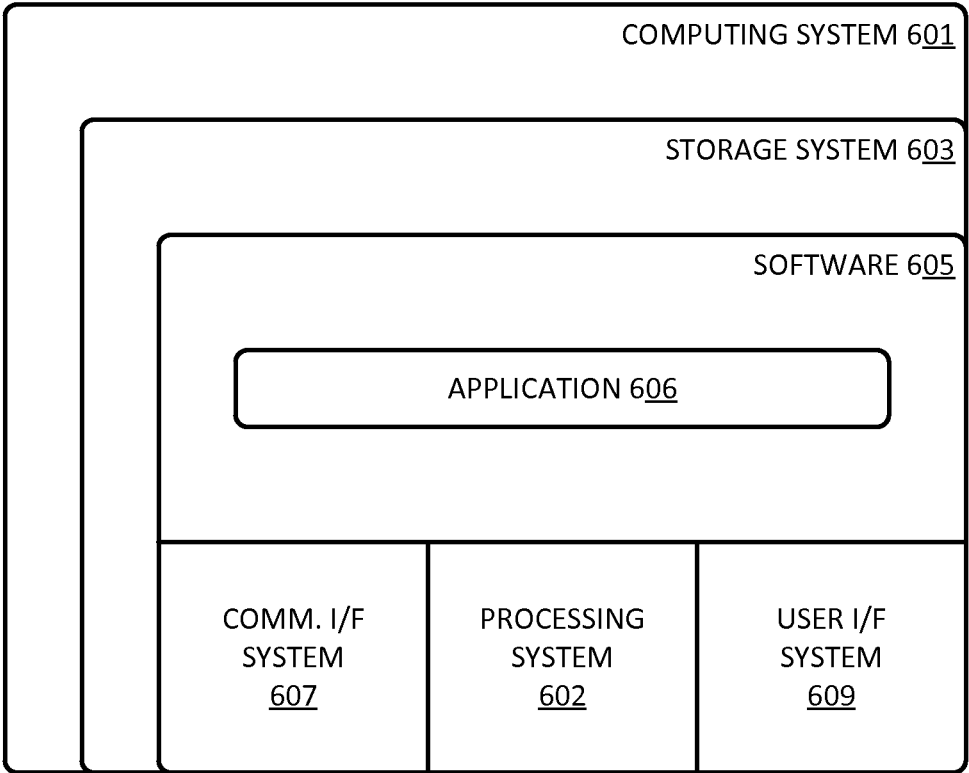 COMPUTING SYSTEM 601
STORAGE SYSTEM 603
SOFTWARE 605
APPLICATION 606
COMM. I/F
SYSTEM
607
PROCESSING
SYSTEM
602
USER I/F
SYSTEM
609